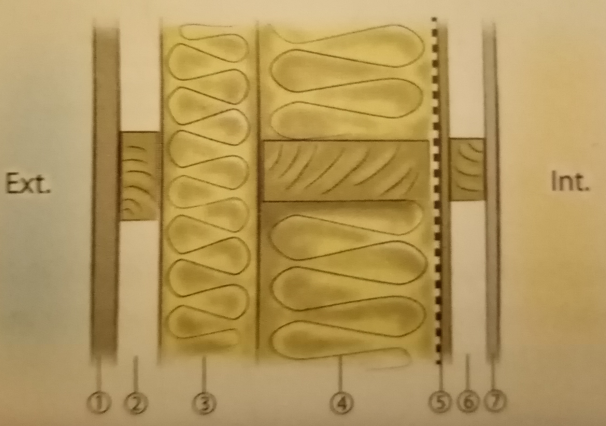 Ext.
Int.
① ② ③ ④ ⑤ ⑥ ⑦